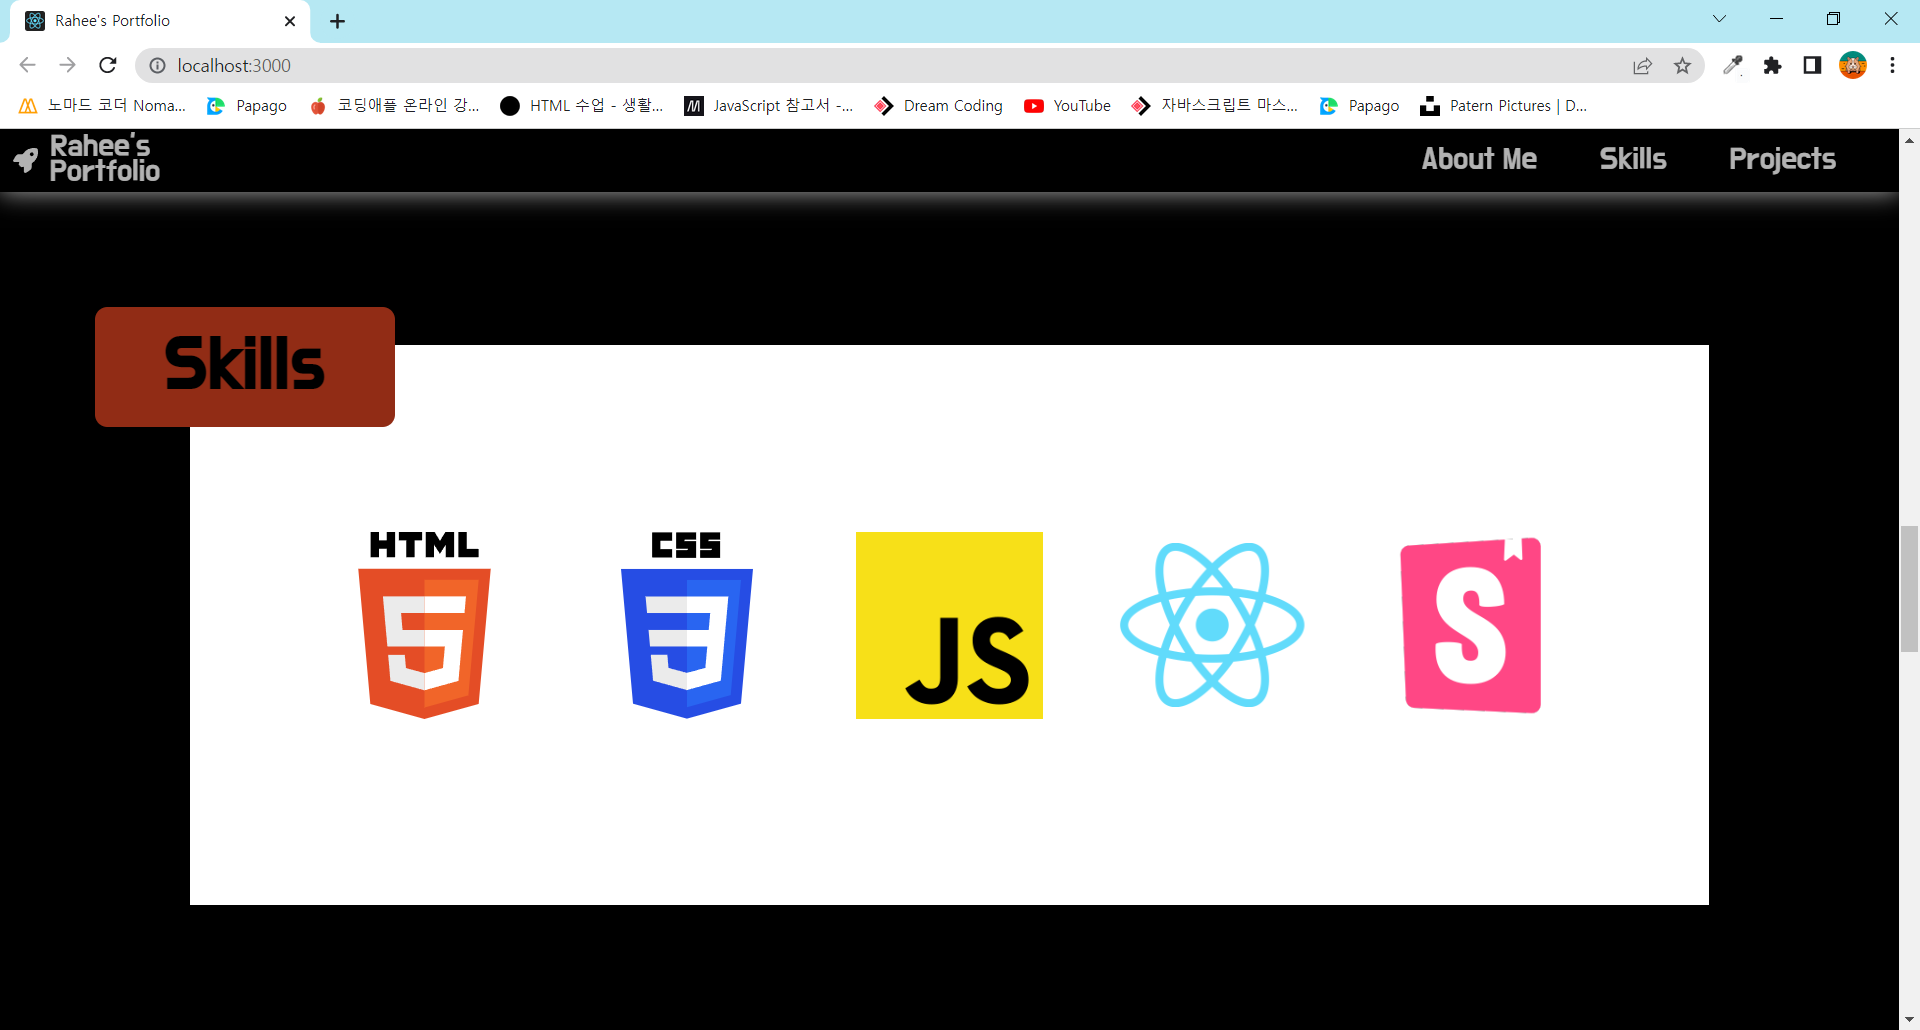 Rahee's Portfolio
localhost:3000
노마드 코더 Noma...
Papago
코딩애플 온라인 강...
HTML 수업 - 생활...
JavaScript 참고서 -...
Dream Coding
YouTube
자바스크립트 마스...
Papago
Patern Pictures | D...
Rahee's
Portfolio
About Me
Skills
Projects
Skills
HTML
5
CSS
3
JS
S